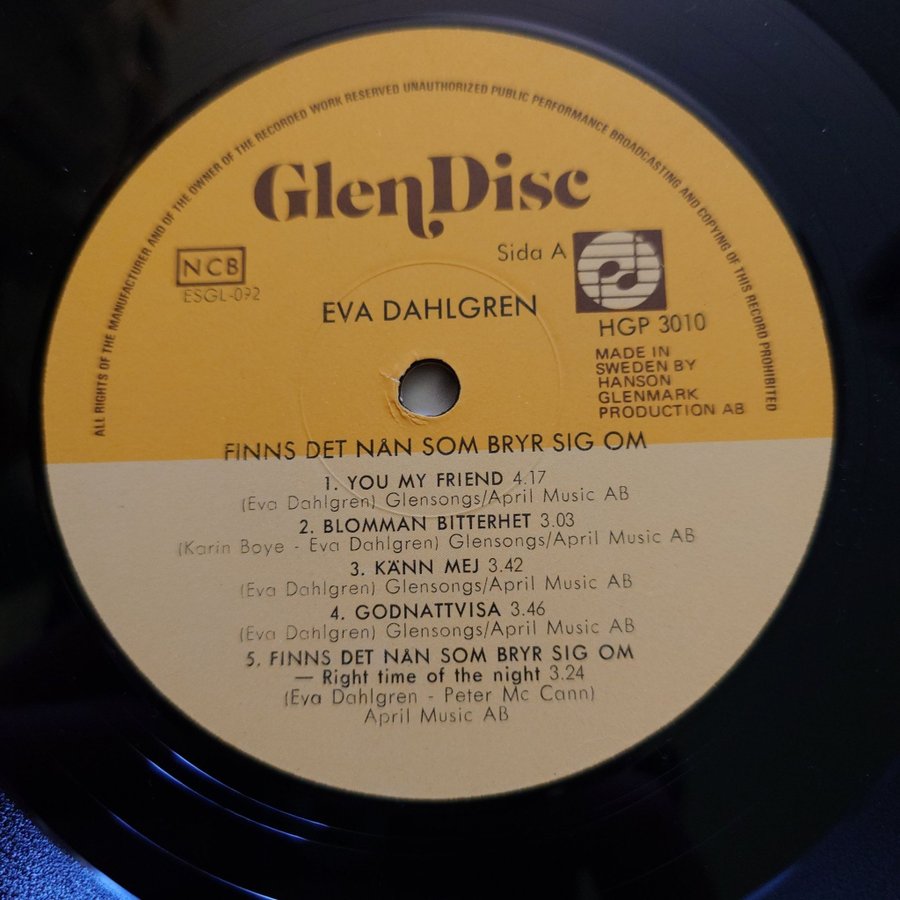 ALL RIGHTS OF THE MANUFACTURER AND OF THE OWNER OF THE RECORDED WORK RESERVED UNAUTHORIZED PUBLIC PERFORMANCE BROADCASTING AND COPYING OF THIS RECORD PROHIBITED
GlenDisc
Sida A
NCB
ESGL-092
EVA DAHLGREN
HGP 3010
MADE IN
SWEDEN BY
HANSON
GLENMARK
PRODUCTION AB
FINNS DET NÅN SOM BRYR SIG OM
1. YOU MY FRIEND 4.17
(Eva Dahlgren) Glensongs/April Music AB
2. BLOMMAN BITTERHET 3.03
(Karin Boye - Eva Dahlgren) Glensongs/April Music AB
3. KÄNN MEJ 3.42
(Eva Dahlgren) Glensongs/April Music AB
4. GODNATTVISA 3.46
(Eva Dahlgren) Glensongs/April Music AB
5. FINNS DET NÅN SOM BRYR SIG OM
— Right time of the night 3.24
(Eva Dahlgren - Peter Mc Cann)
April Music AB